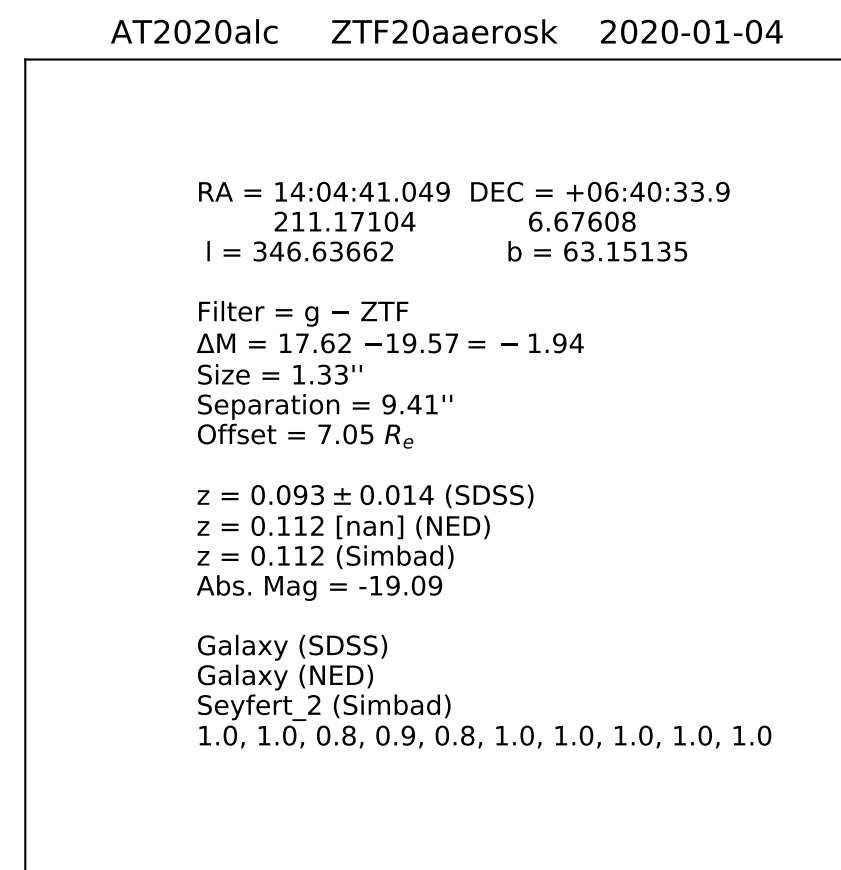 AT2020alc ZTF20aaerosk 2020-01-04
RA = 14:04:41.049 DEC = +06:40:33.9
211.17104 6.67608
l = 346.63662 b = 63.15135
Filter = g − ZTF
ΔM = 17.62 −19.57 = − 1.94
Size = 1.33''
Separation = 9.41''
Offset = 7.05 Rₑ
z = 0.093 ± 0.014 (SDSS)
z = 0.112 [nan] (NED)
z = 0.112 (Simbad)
Abs. Mag = -19.09
Galaxy (SDSS)
Galaxy (NED)
Seyfert_2 (Simbad)
1.0, 1.0, 0.8, 0.9, 0.8, 1.0, 1.0, 1.0, 1.0, 1.0